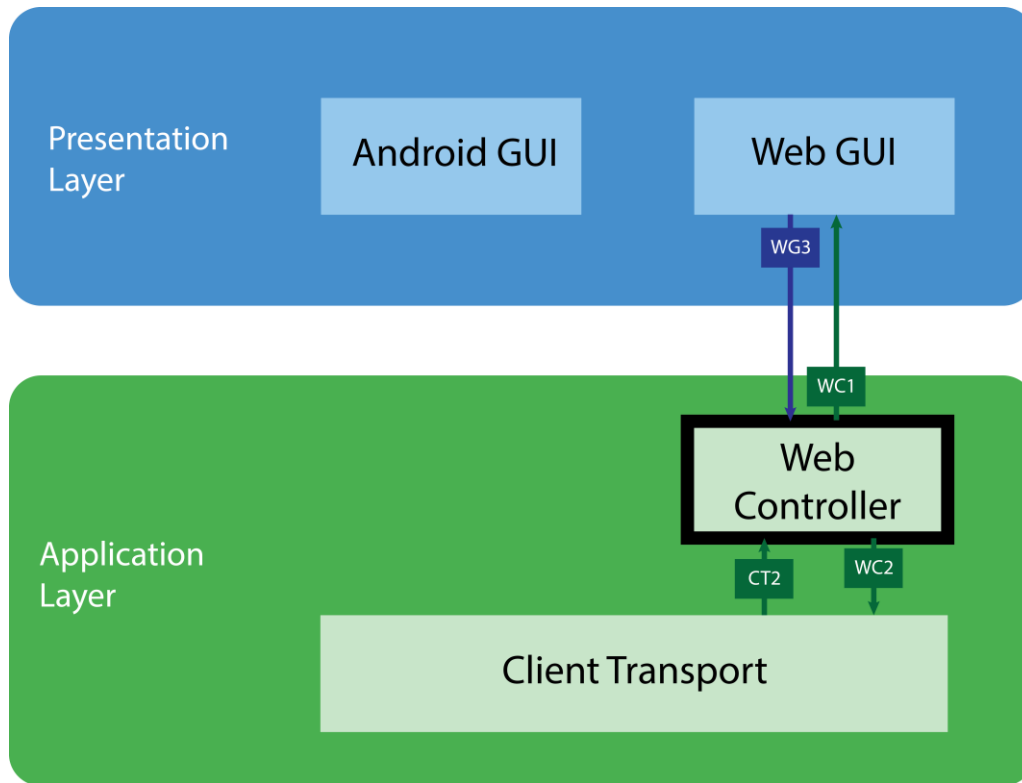 Presentation
Layer
Android GUI
Web GUI
WG3
WC1
Web
Controller
Application
Layer
CT2
WC2
Client Transport